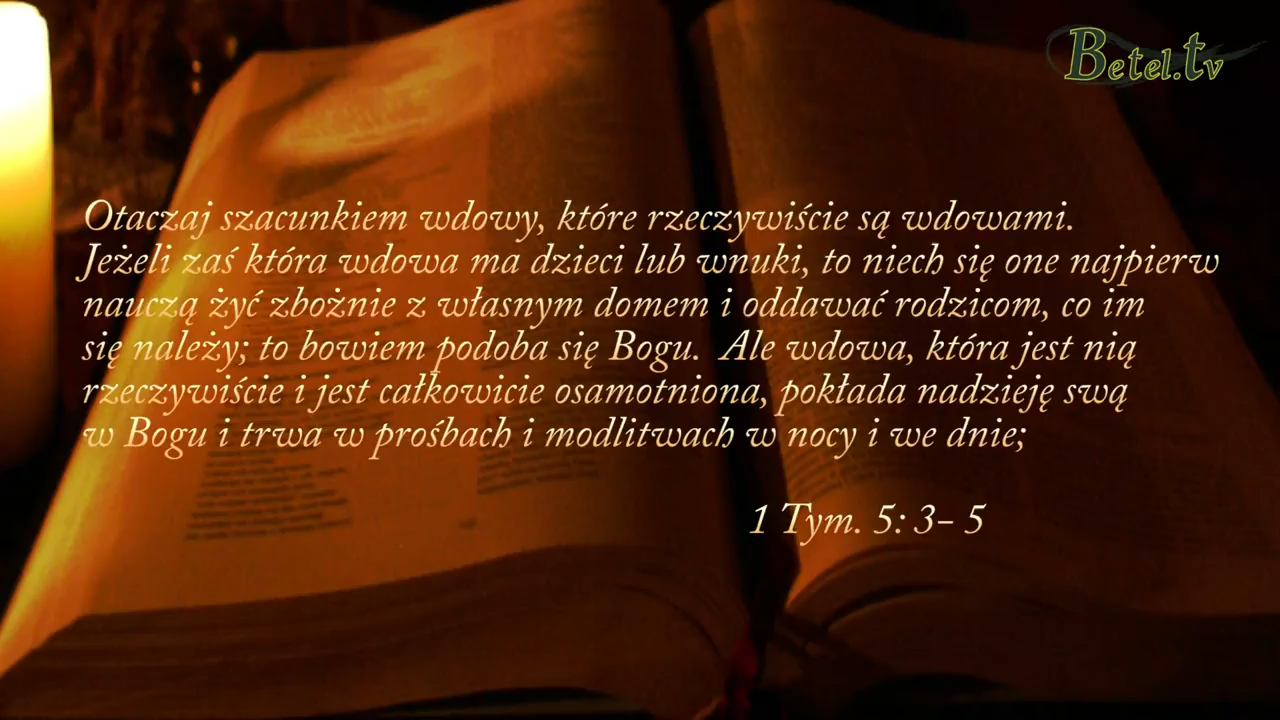 Betel.tv
Otaczaj szacunkiem wdowy, które rzeczywiście są wdowami.
Jeżeli zaś która wdowa ma dzieci lub wnuki, to niech się one najpierw
nauczą żyć zbożnie z własnym domem i oddawać rodzicom, co im
się należy; to bowiem podoba się Bogu. Ale wdowa, która jest nią
rzeczywiście i jest całkowicie osamotniona, pokłada nadzieję swą
w Bogu i trwa w prośbach i modlitwach w nocy i we dnie;
1 Tym. 5: 3– 5